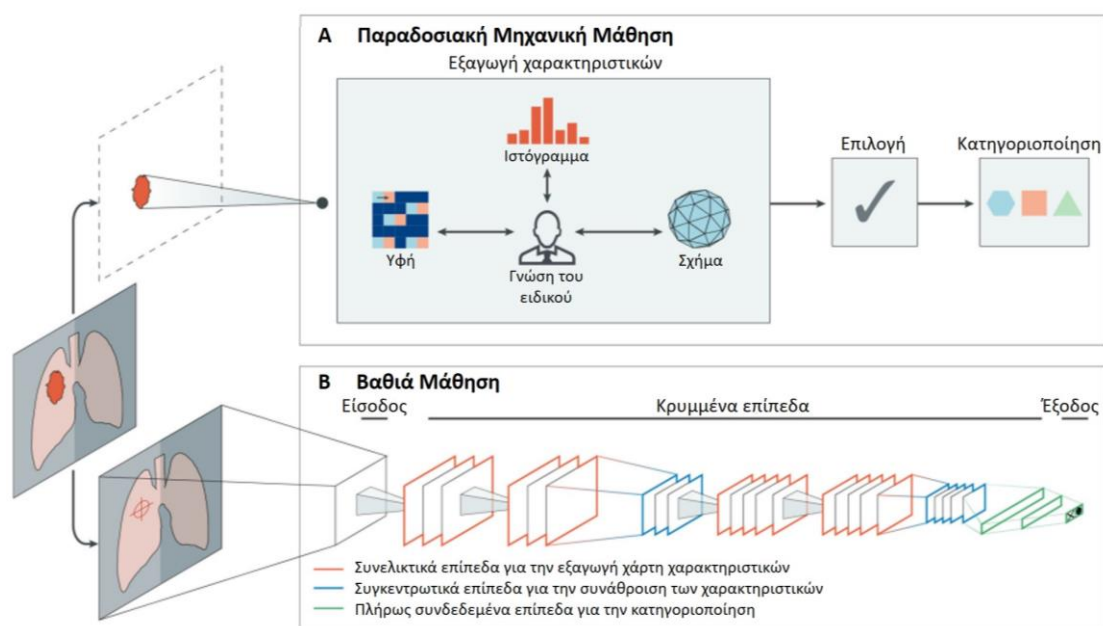 A Παραδοσιακή Μηχανική Μάθηση
Εξαγωγή χαρακτηριστικών
Ιστόγραμμα
Υφή
Γνώση του
ειδικού
Σχήμα
Επιλογή
Κατηγοριοποίηση
B Βαθιά Μάθηση
Είσοδος
Κρυμμένα επίπεδα
Έξοδος
Συνελικτικά επίπεδα για την εξαγωγή χάρτη χαρακτηριστικών
Συγκεντρωτικά επίπεδα για την συνάθροιση των χαρακτηριστικών
Πλήρως συνδεδεμένα επίπεδα για την κατηγοριοποίηση